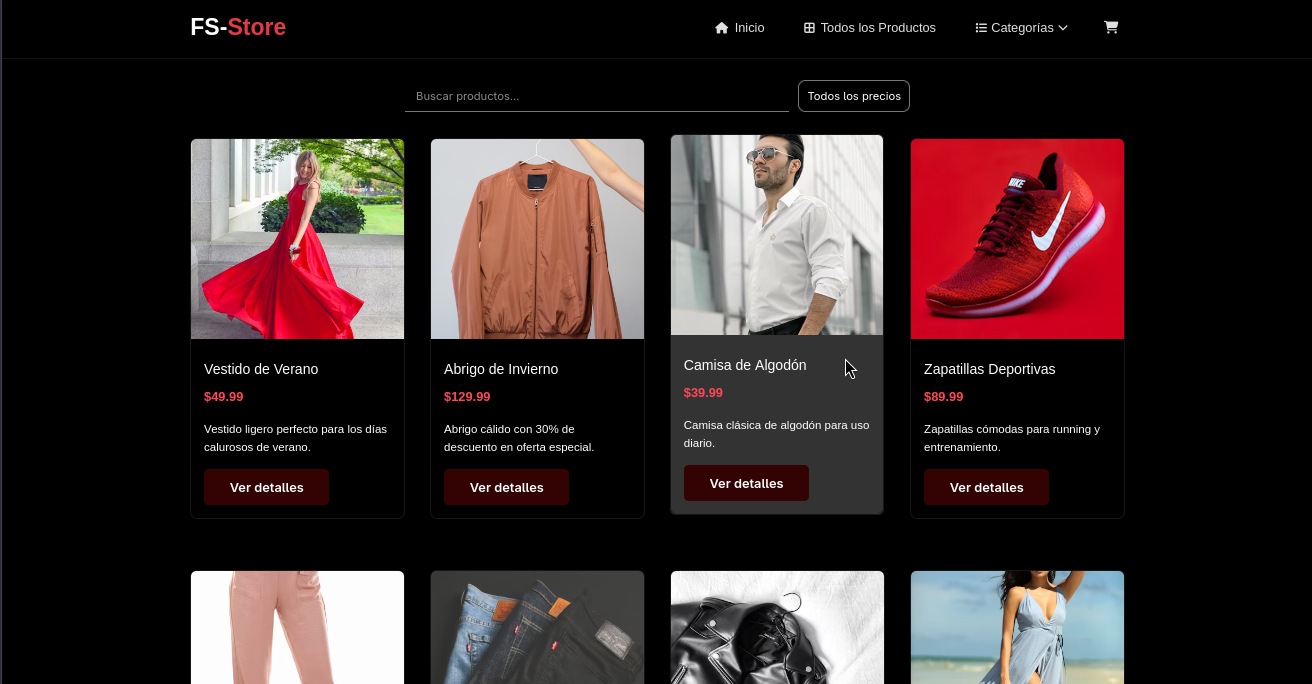 FS-Store
Inicio
Todos los Productos
Categorías
Buscar productos...
Todos los precios
NIKE
Vestido de Verano
$49.99
Vestido ligero perfecto para los días
calurosos de verano.
Ver detalles
Abrigo de Invierno
$129.99
Abrigo cálido con 30% de
descuento en oferta especial.
Ver detalles
Camisa de Algodón
$39.99
Camisa clásica de algodón para uso
diario.
Ver detalles
Zapatillas Deportivas
$89.99
Zapatillas cómodas para running y
entrenamiento.
Ver detalles